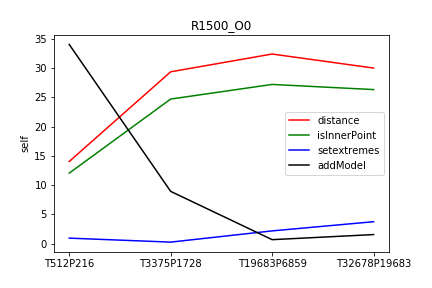 R1500_O0
self
35
30
25
20
15
10
5
0
distance
isInnerPoint
setextremes
addModel
T512P216 T3375P1728 T19683P6859 T32678P19683